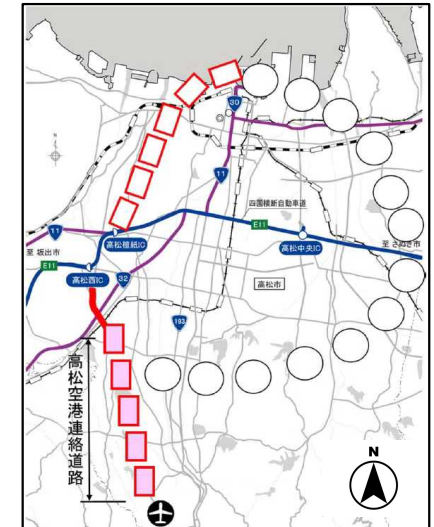 30
11
四国横断自動車道
E11
11
高松檀紙IC
高松中央IC
至 坂出市
至 さぬき市
E11
高松西IC
32
高松市
193
高松空港連絡道路
N